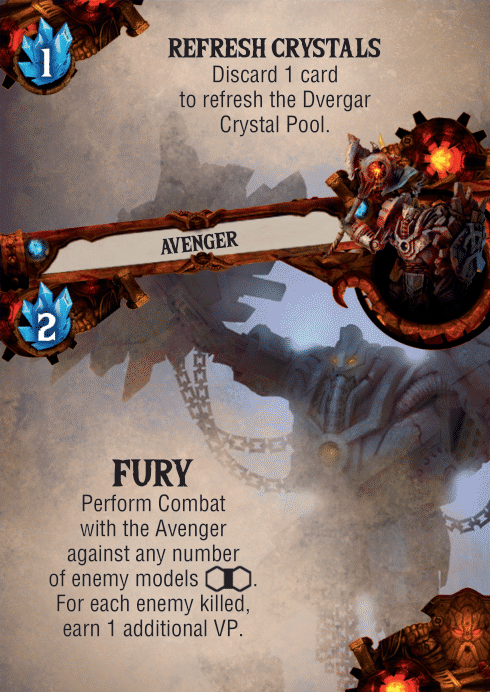 1
REFRESH CRYSTALS
Discard 1 card
to refresh the Dvergar
Crystal Pool.
AVENGER
2
FURY
Perform Combat
with the Avenger
against any number
of enemy models .
For each enemy killed,
earn 1 additional VP.